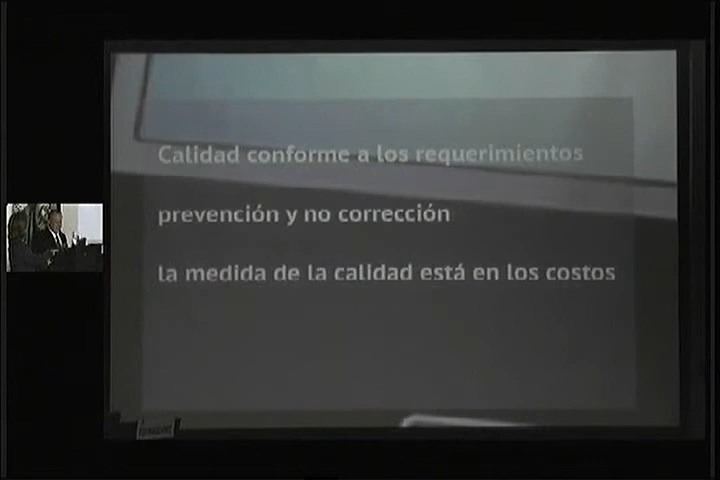 Calidad conforme a los requerimientos
prevención y no corrección
la medida de la calidad está en los costos